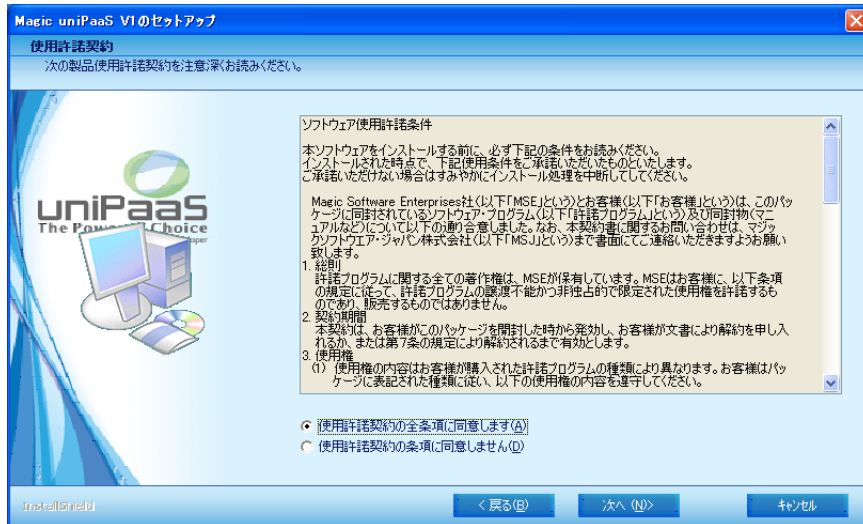 Magic uniPaaS V1のセットアップ
使用許諾契約
次の製品使用許諾契約を注意深くお読みください。
uniPaaS
The Power Choice
ソフトウェア使用許諾条件
本ソフトウェアをインストールする前に、必ず下記の条件をお読みください。
インストールされた時点で、下記使用条件をご承諾いただいたものといたします。
ご承諾いただけない場合はすみやかにインストール処理を中断してしてください。
Magic Software Enterprises社(以下「MSE」という)とお客様(以下「お客様」という)は、このパッ
ケージに同封されているソフトウェア・プログラム(以下「許諾プログラム」という)及び同封物(マニ
ュアルなど)について以下の通り合意しました。なお、本契約書に関するお問い合わせは、マジッ
クソフトウエア・ジャパン株式会社(以下「MSJ」という)まで書面にてご連絡いただきますようお願い
致します。
1. 総則
許諾プログラムに関する全ての著作権は、MSEが保有しています。MSEはお客様に、以下条項
の規定に従って、許諾プログラムの譲渡不能かつ非独占的で限定された使用権を許諾するも
のであり、販売するものではありません。
2. 契約期間
本契約は、お客様がこのパッケージを開封した時から発効し、お客様が文書により解約を申し入
れるか、または第7条の規定により解約されるまで有効とします。
3. 使用権
(1) 使用権の内容はお客様が購入された許諾プログラムの種類により異なります。お客様はパッ
ケージに表記された種類に従い、以下の使用権の内容を遵守してください。
使用許諾契約の全条項に同意します(A)
使用許諾契約の条項に同意しません(D)
InstallShield
< 戻る(B)
次へ (N)>
キャンセル